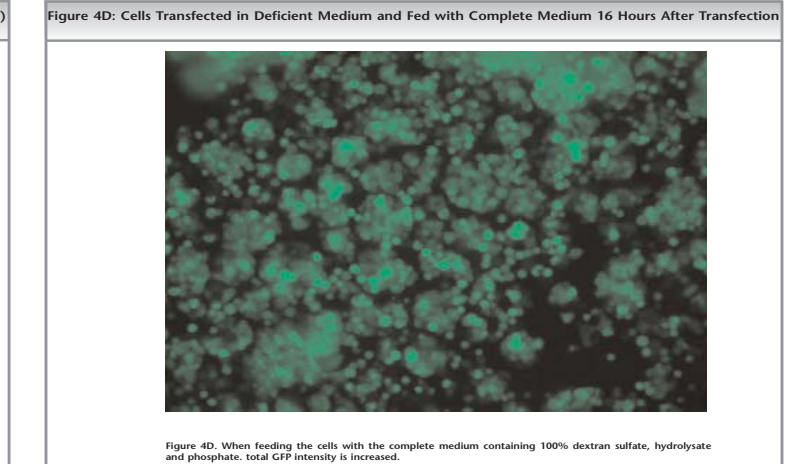 )
Figure 4D: Cells Transfected in Deficient Medium and Fed with Complete Medium 16 Hours After Transfection
Figure 4D. When feeding the cells with the complete medium containing 100% dextran sulfate, hydrolysate
and phosphate. total GFP intensity is increased.